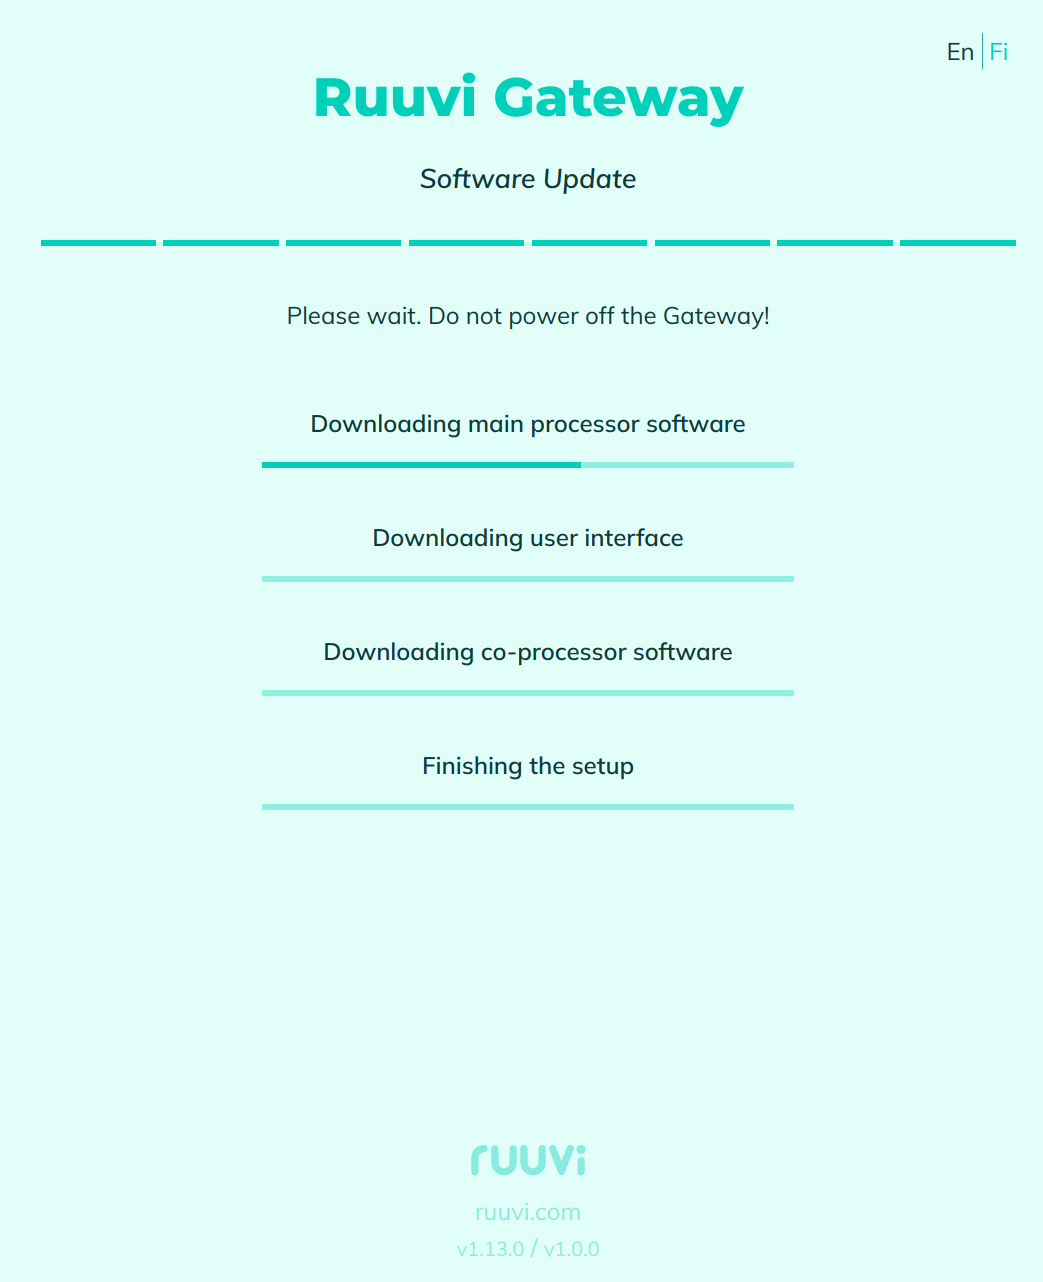 En Fi
Ruuvi Gateway
Software Update
Please wait. Do not power off the Gateway!
Downloading main processor software
Downloading user interface
Downloading co-processor software
Finishing the setup
ruuvi
ruuvi.com
v1.13.0 / v1.0.0